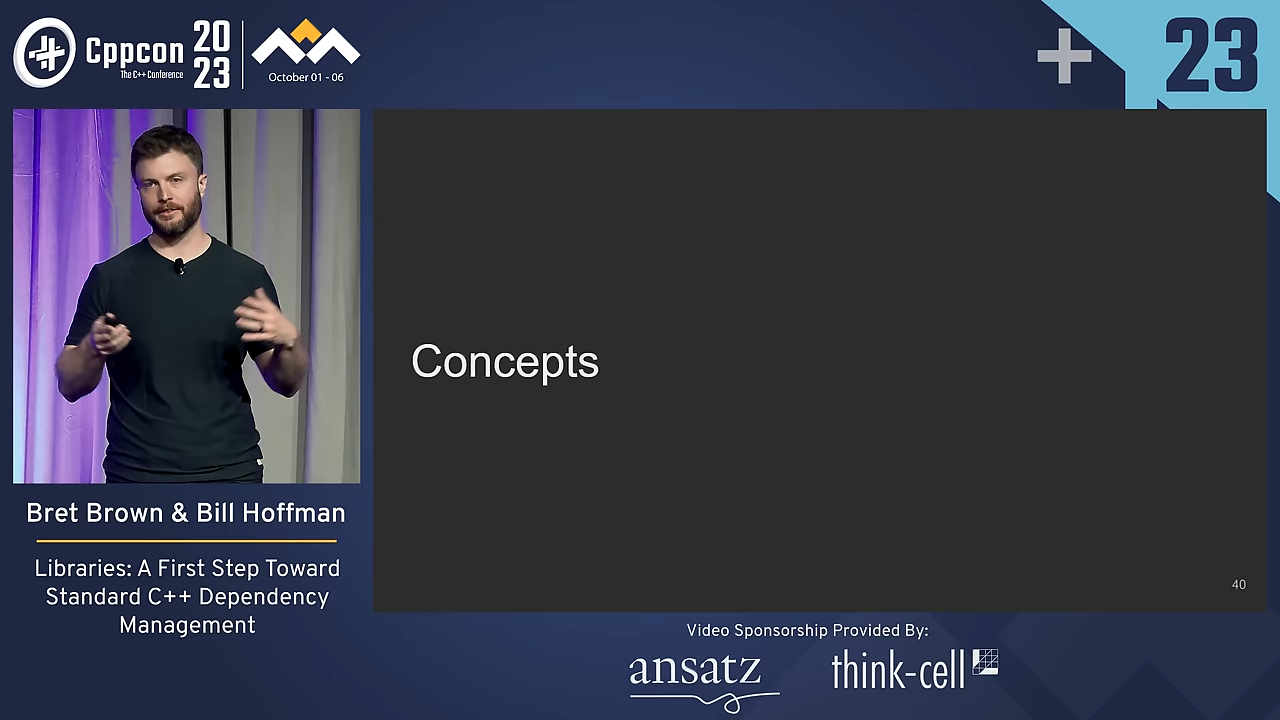 Cppcon
The C++ Conference
20
23
October 01 - 06
23
Concepts
40
Bret Brown & Bill Hoffman
Libraries: A First Step Toward
Standard C++ Dependency
Management
Video Sponsorship Provided By:
ansatz
think-cell